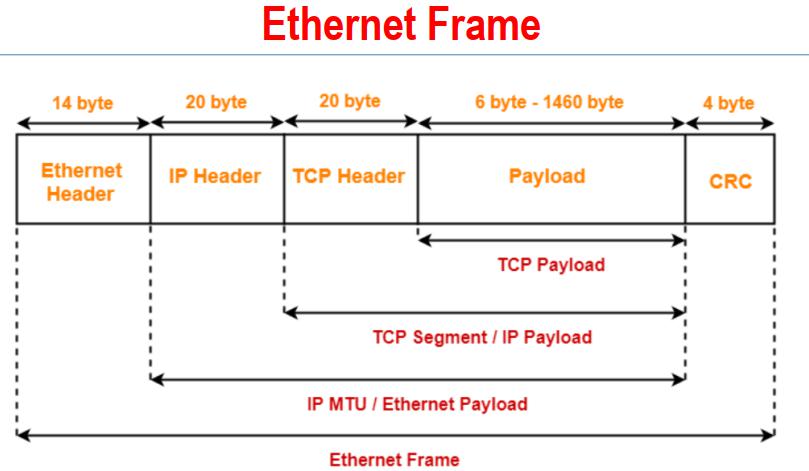 Ethernet Frame
14 byte
20 byte
20 byte
6 byte - 1460 byte
4 byte
Ethernet
Header
IP Header
TCP Header
Payload
CRC
TCP Payload
TCP Segment / IP Payload
IP MTU / Ethernet Payload
Ethernet Frame